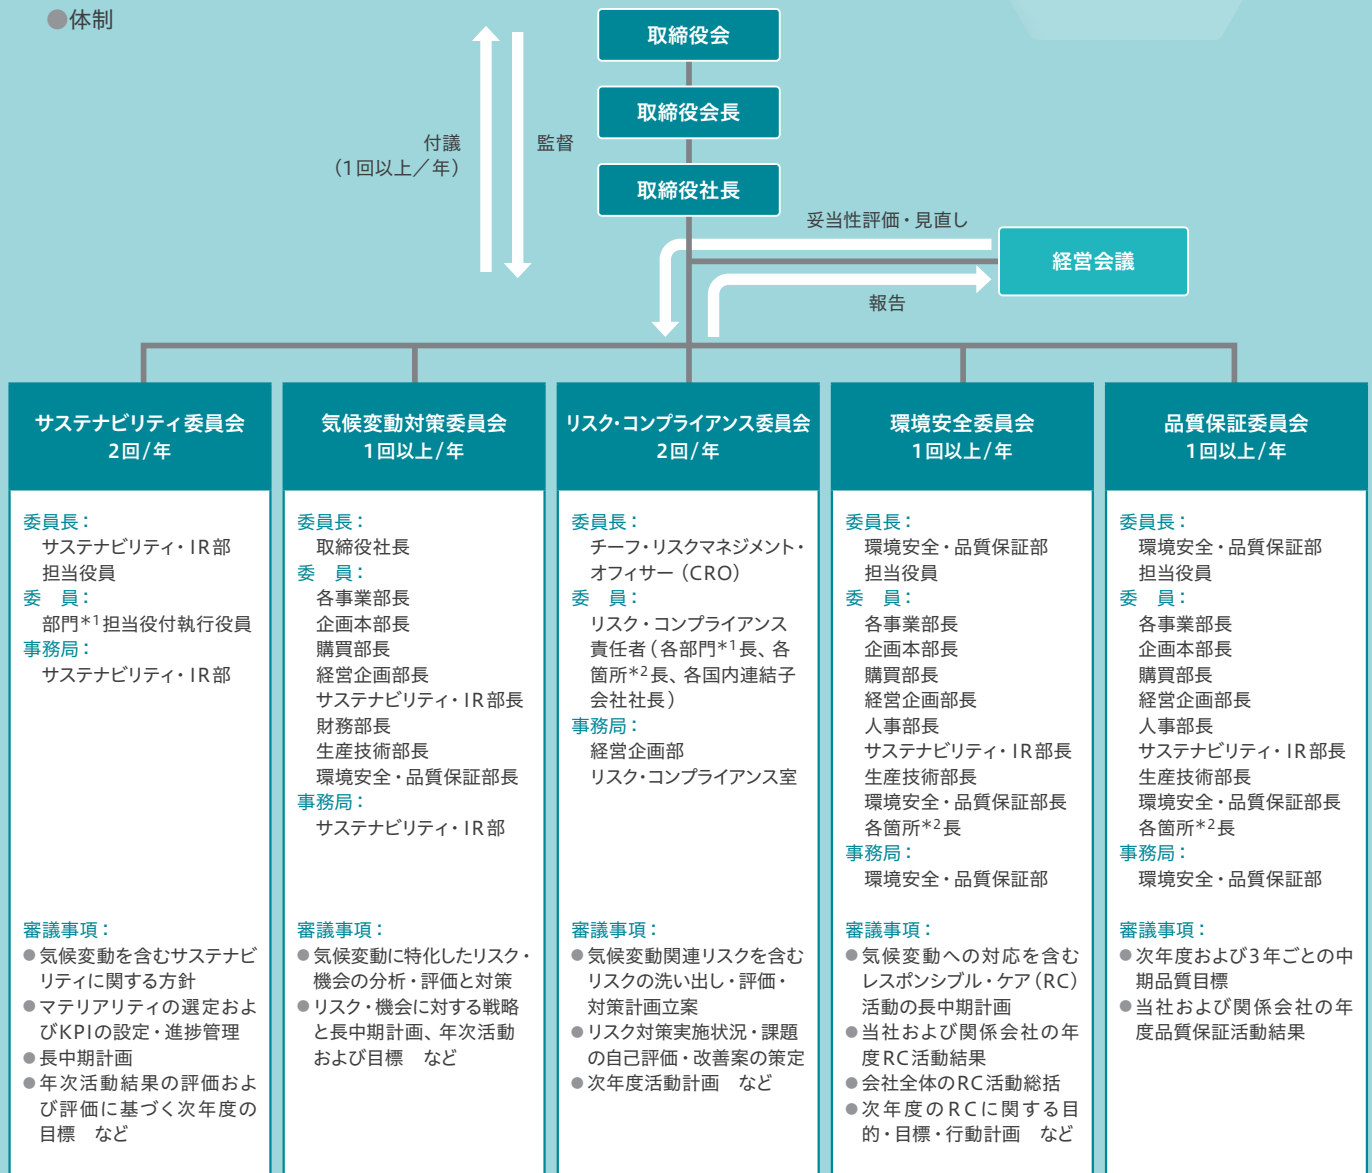 ●体制
取締役会
取締役会長
取締役社長
付議
(1回以上／年)
監督
妥当性評価・見直し
経営会議
報告
サステナビリティ委員会
2回/年
委員長：
サステナビリティ・IR部
担当役員
委　員：
部門*1担当役付執行役員
事務局：
サステナビリティ・IR部
審議事項：
●気候変動を含むサステナビ
リティに関する方針
●マテリアリティの選定およ
びKPIの設定・進捗管理
●長中期計画
●年次活動結果の評価およ
び評価に基づく次年度の
目標　など
気候変動対策委員会
1回以上/年
委員長：
取締役社長
委　員：
各事業部長
企画本部長
購買部長
経営企画部長
サステナビリティ・IR部長
財務部長
生産技術部長
環境安全・品質保証部長
事務局：
サステナビリティ・IR部
審議事項：
●気候変動に特化したリスク・
機会の分析・評価と対策
●リスク・機会に対する戦略
と長中期計画、年次活動
および目標　など
リスク・コンプライアンス委員会
2回/年
委員長：
チーフ・リスクマネジメント・
オフィサー（CRO）
委　員：
リスク・コンプライアンス
責任者（各部門*1長、各
箇所*2長、各国内連結子
会社社長）
事務局：
経営企画部
リスク・コンプライアンス室
審議事項：
●気候変動関連リスクを含む
リスクの洗い出し・評価・
対策計画立案
●リスク対策実施状況・課題
の自己評価・改善案の策定
●次年度活動計画　など
環境安全委員会
1回以上/年
委員長：
環境安全・品質保証部
担当役員
委　員：
各事業部長
企画本部長
購買部長
経営企画部長
人事部長
サステナビリティ・IR部長
生産技術部長
環境安全・品質保証部長
各箇所*2長
事務局：
環境安全・品質保証部
審議事項：
●気候変動への対応を含む
レスポンシブル・ケア（RC）
活動の長中期計画
●当社および関係会社の年
度RC活動結果
●会社全体のRC活動総括
●次年度のRCに関する目
的・目標・行動計画　など
品質保証委員会
1回以上/年
委員長：
環境安全・品質保証部
担当役員
委　員：
各事業部長
企画本部長
購買部長
経営企画部長
人事部長
サステナビリティ・IR部長
生産技術部長
環境安全・品質保証部長
各箇所*2長
事務局：
環境安全・品質保証部
審議事項：
●次年度および3年ごとの中
期品質目標
●当社および関係会社の年
度品質保証活動結果